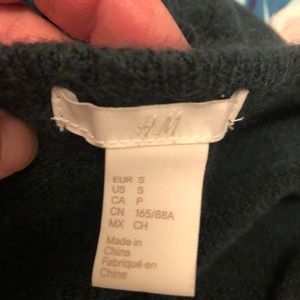 H&M
EUR S
US S
CA P
CN 165/88A
MX CH
Made in
China
Fabriqué en
Chine